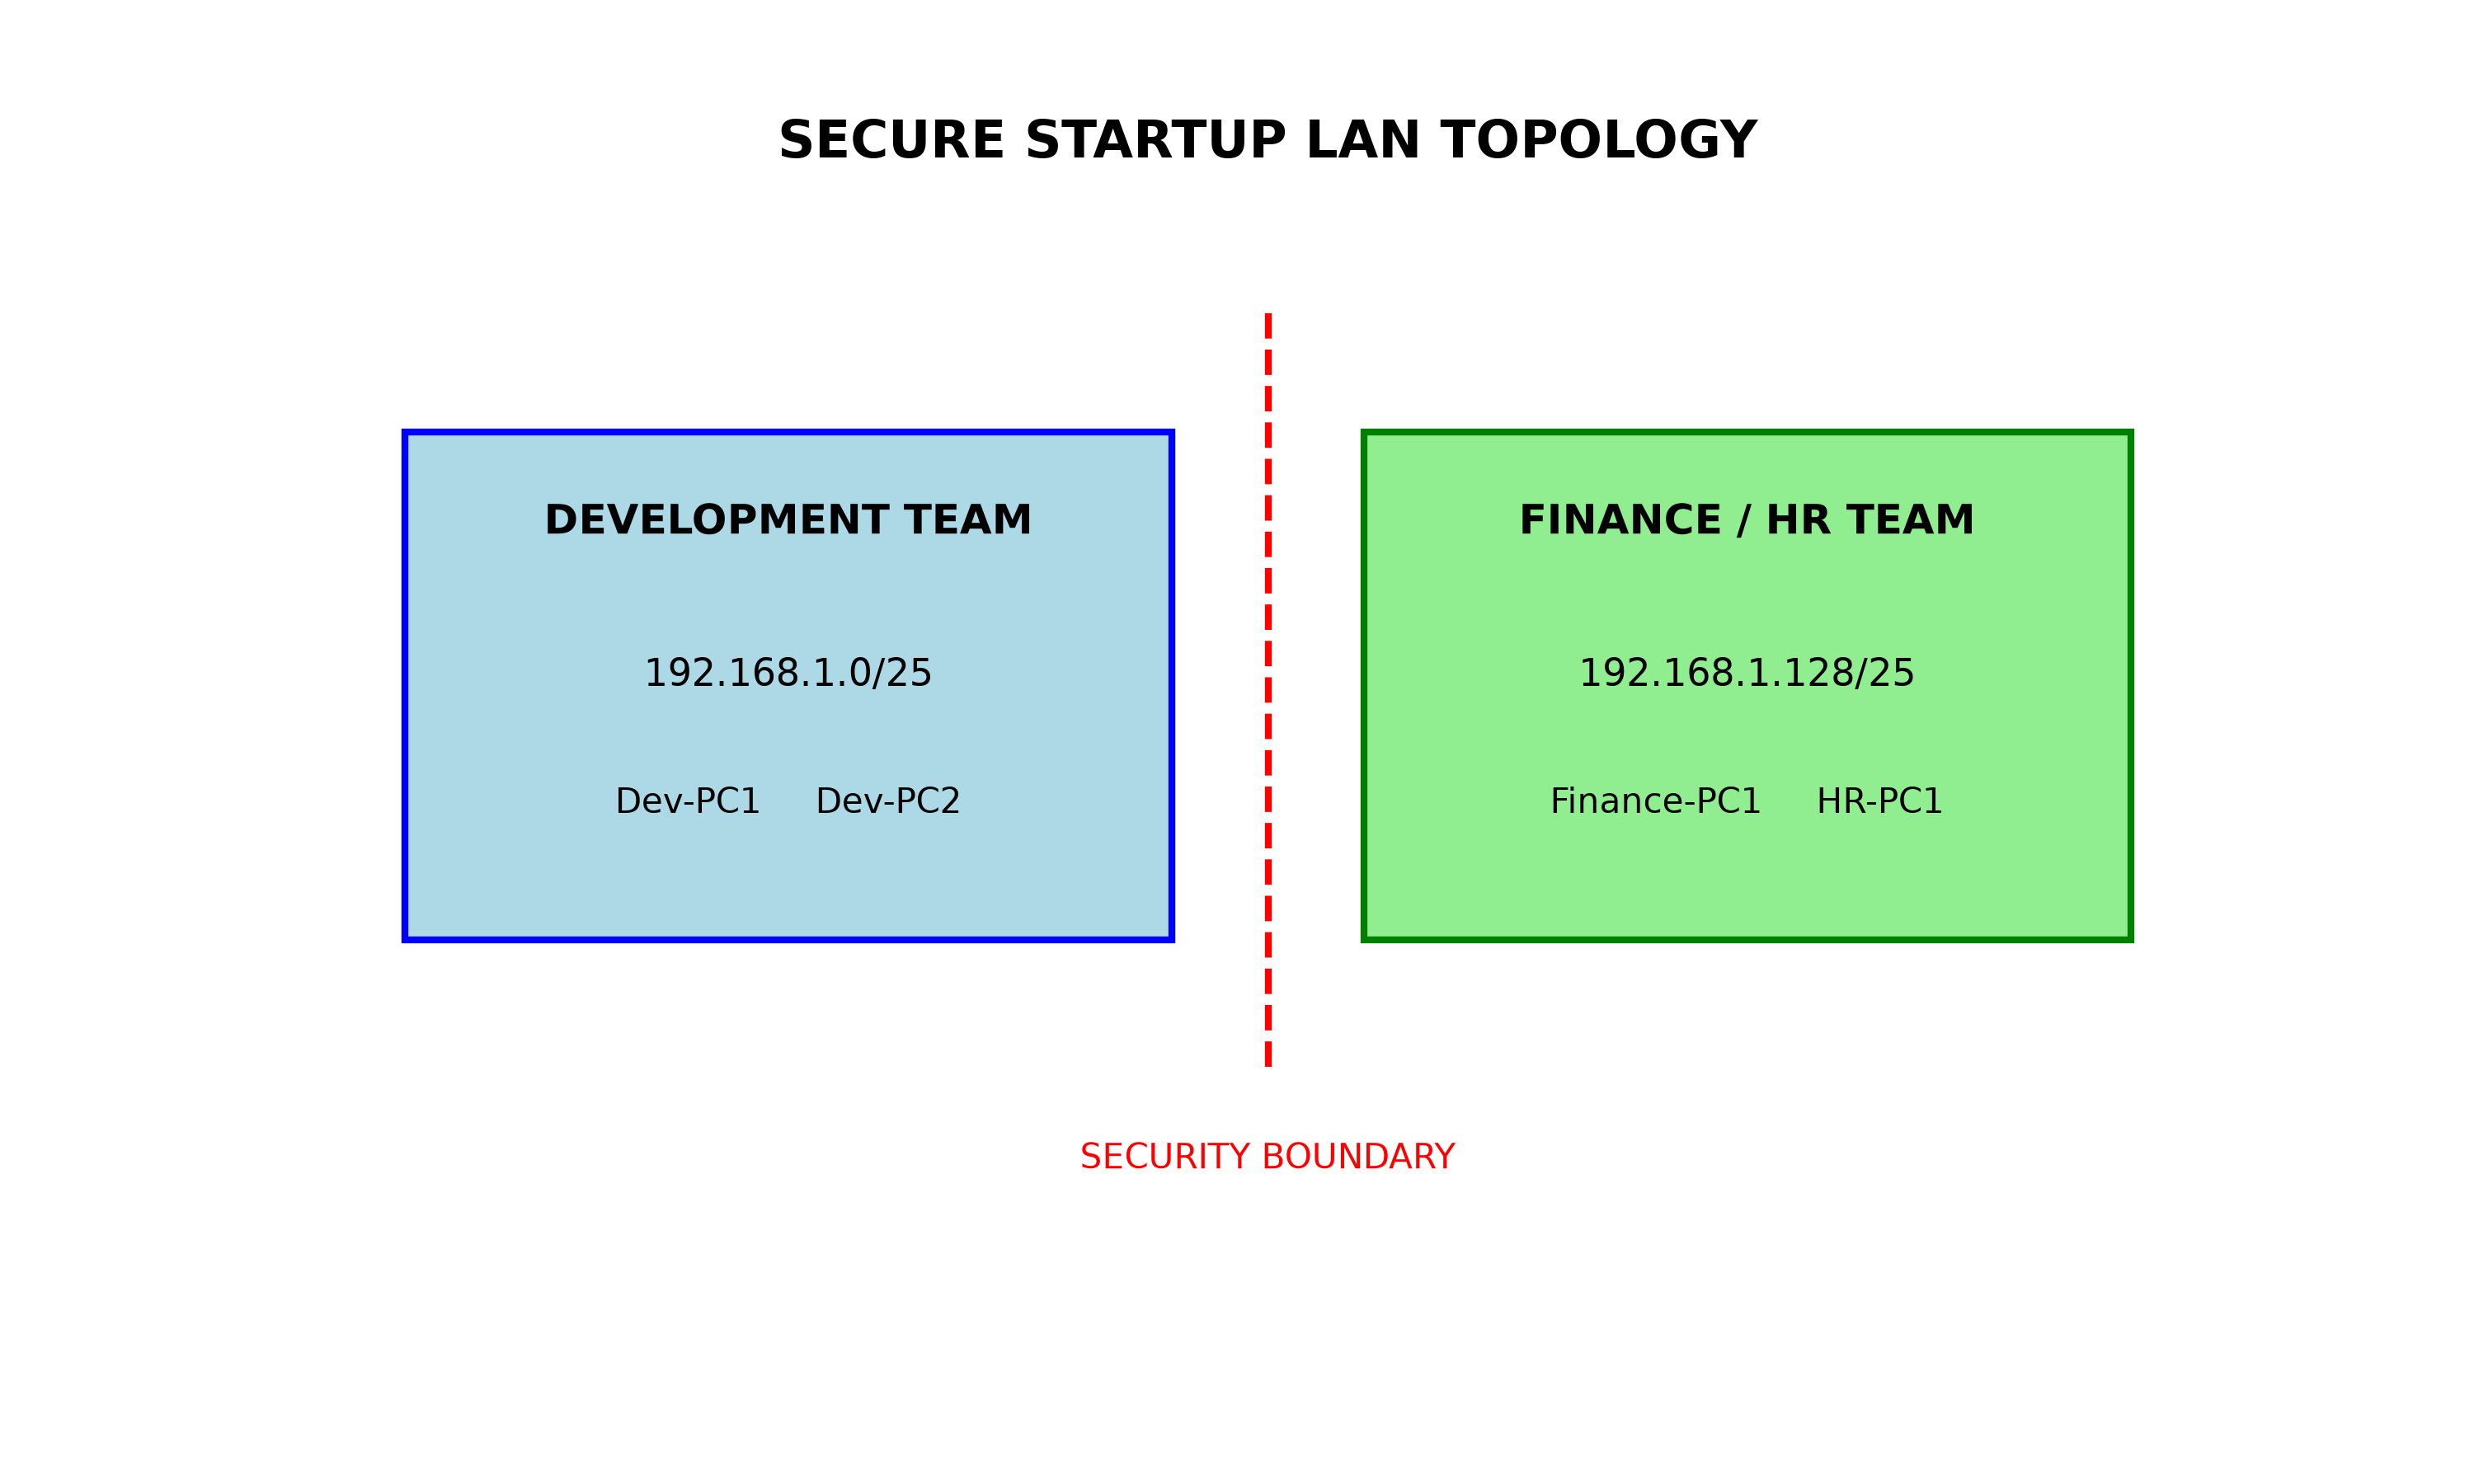 SECURE STARTUP LAN TOPOLOGY
DEVELOPMENT TEAM
192.168.1.0/25
Dev-PC1 Dev-PC2
FINANCE / HR TEAM
192.168.1.128/25
Finance-PC1 HR-PC1
SECURITY BOUNDARY